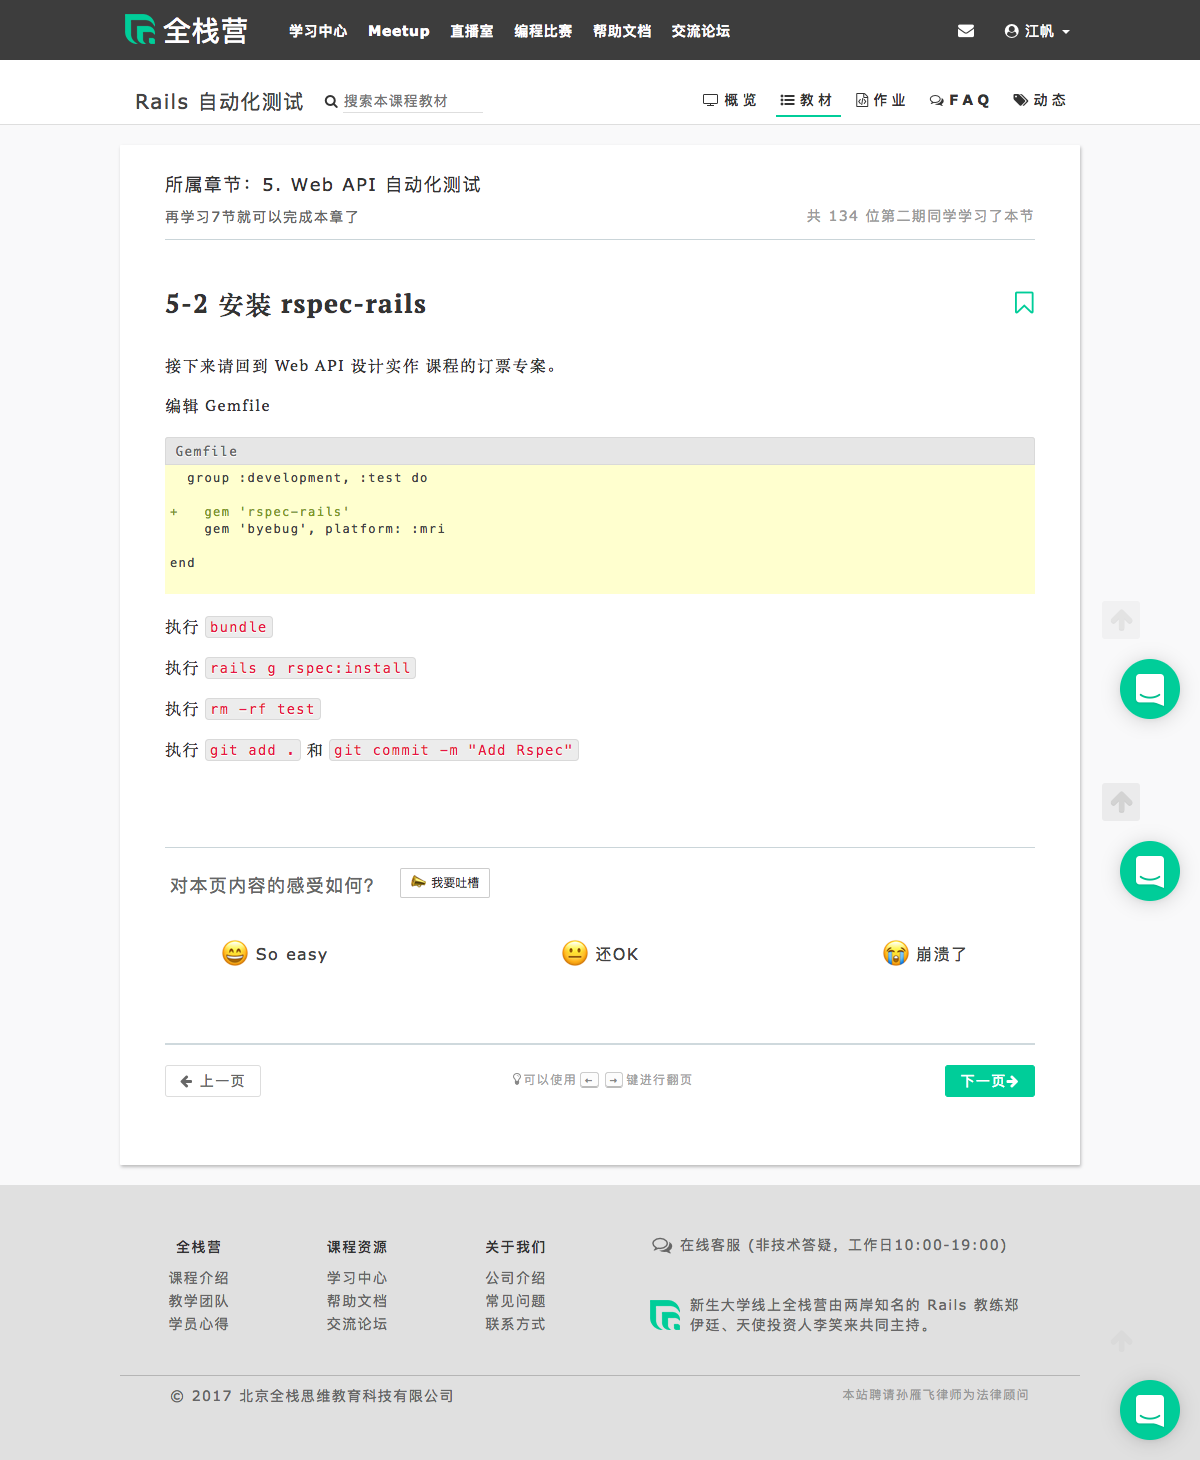 全栈营 学习中心 Meetup 直播室 编程比赛 帮助文档 交流论坛 江帆
Rails 自动化测试 搜索本课程教材 概览 教材 作业 FAQ 动态
所属章节：5. Web API 自动化测试
再学习7节就可以完成本章了 共 134 位第二期同学学习了本节
5-2 安装 rspec-rails
接下来请回到 Web API 设计实作 课程的订票专案。
编辑 Gemfile
Gemfile
group :development, :test do
+ gem 'rspec-rails'
gem 'byebug', platform: :mri
end
执行 bundle
执行 rails g rspec:install
执行 rm -rf test
执行 git add . 和 git commit -m "Add Rspec"
对本页内容的感受如何? 我要吐槽
So easy 还OK 崩溃了
← 上一页 可以使用 ← → 键进行翻页 下一页→
全栈营 课程资源 关于我们 在线客服 (非技术答疑，工作日10:00-19:00)
课程介绍 学习中心 公司介绍
教学团队 帮助文档 常见问题
学员心得 交流论坛 联系方式
新生大学线上全栈营由两岸知名的 Rails 教练郑
伊廷、天使投资人李笑来共同主持。
© 2017 北京全栈思维教育科技有限公司 本站聘请孙雁飞律师为法律顾问